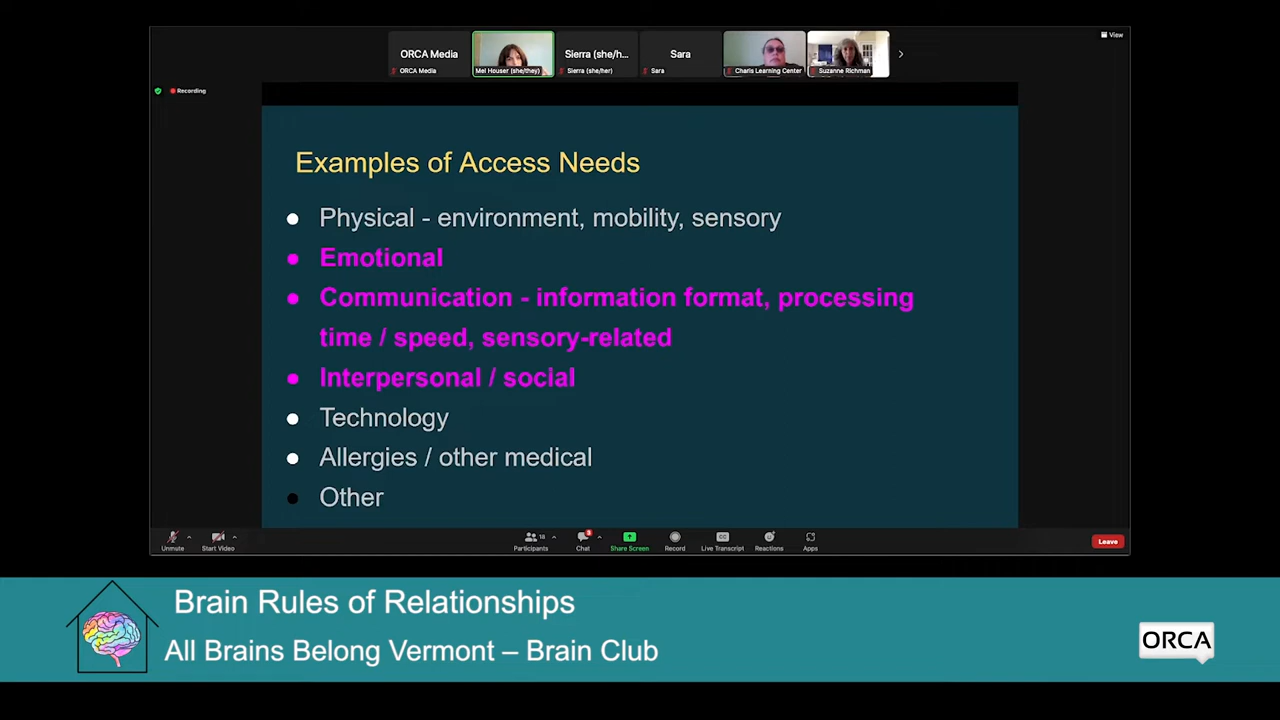 View
ORCA Media
Sierra (she/h...
Sara
ORCA Media
Mel Houser (she/they)
Sierra (she/her)
Sara
Charis Learning Center
Suzanne Richman
Recording
Examples of Access Needs
● Physical - environment, mobility, sensory
● Emotional
● Communication - information format, processing
time / speed, sensory-related
● Interpersonal / social
● Technology
● Allergies / other medical
● Other
Unmute
Start Video
Participants
18
Chat
Share Screen
Record
CC
Live Transcript
Reactions
Apps
Leave
Brain Rules of Relationships
All Brains Belong Vermont – Brain Club
ORCA